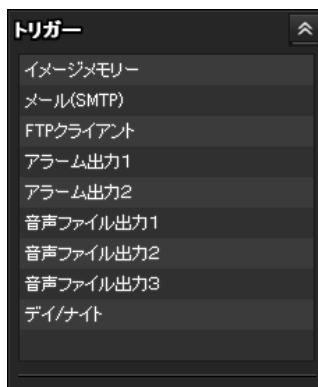 トリガー
イメージメモリー
メール(SMTP)
FTPクライアント
アラーム出力1
アラーム出力2
音声ファイル出力1
音声ファイル出力2
音声ファイル出力3
デイ/ナイト